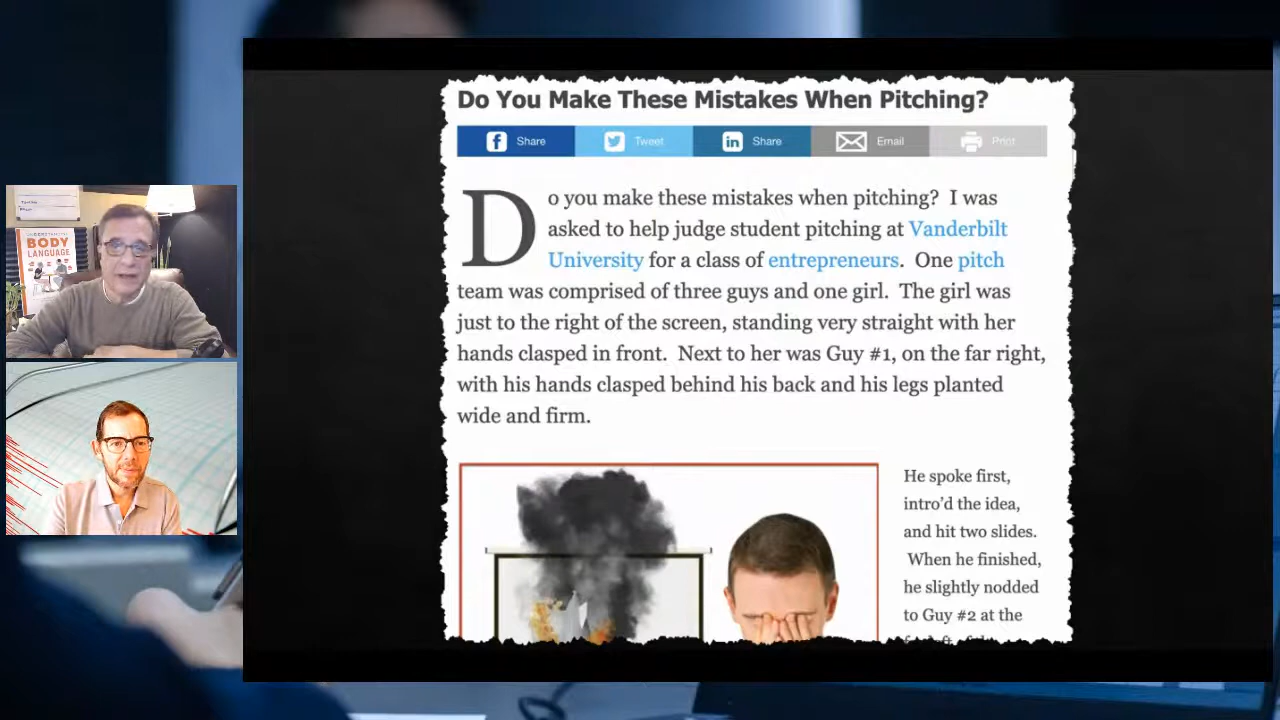 Do You Make These Mistakes When Pitching?
Share
Tweet
Share
Email
Print
Do you make these mistakes when pitching? I was
asked to help judge student pitching at Vanderbilt
University for a class of entrepreneurs. One pitch
team was comprised of three guys and one girl. The girl was
just to the right of the screen, standing very straight with her
hands clasped in front. Next to her was Guy #1, on the far right,
with his hands clasped behind his back and his legs planted
wide and firm.
He spoke first,
intro'd the idea,
and hit two slides.
When he finished,
he slightly nodded
to Guy #2 at the
BODY
LANGUAGE